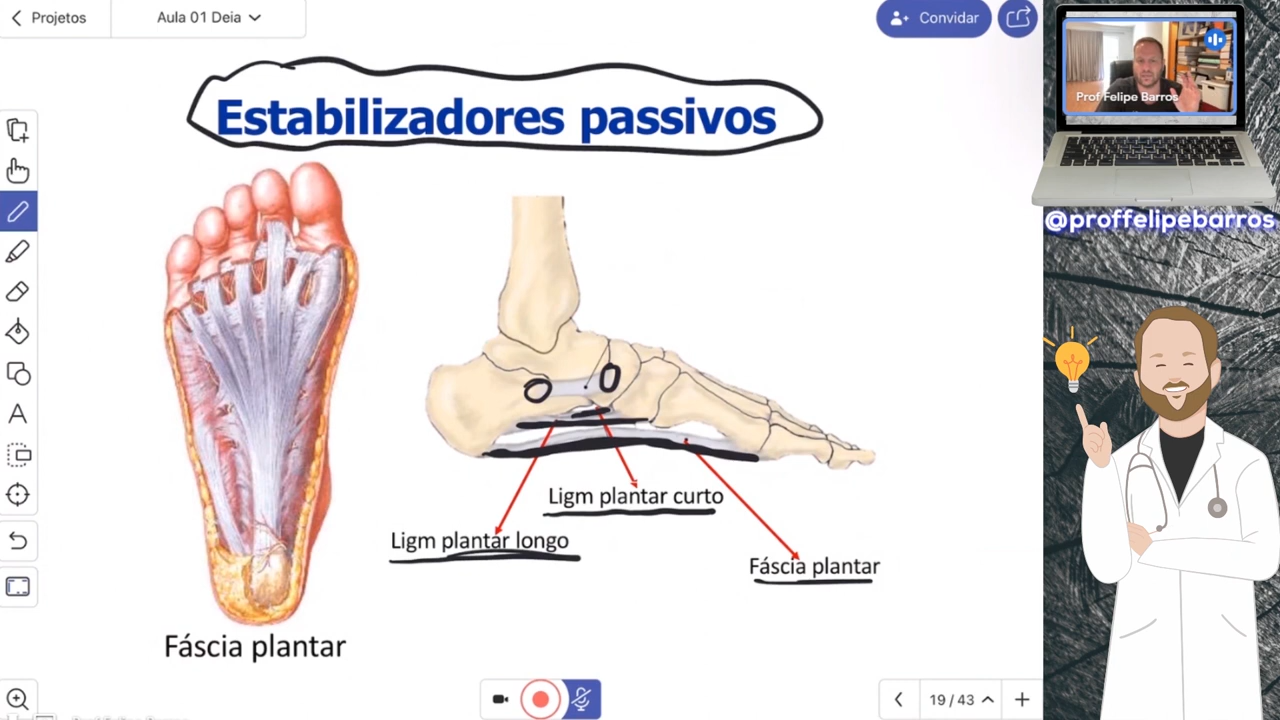 Projetos
Aula 01 Deia
Convidar
Estabilizadores passivos
Prof Felipe Barros
@proffelipebarros
Ligm plantar curto
Ligm plantar longo
Fáscia plantar
Fáscia plantar
A
19/43